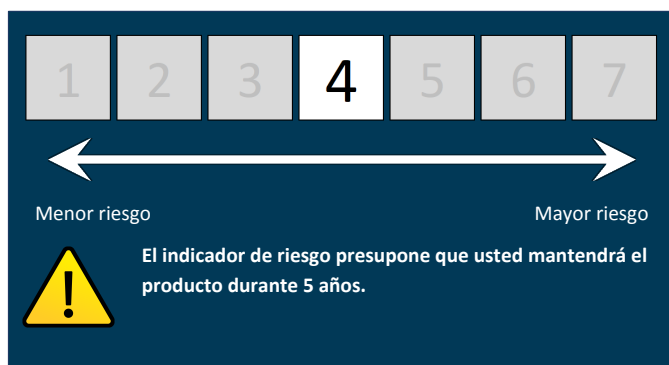 1 2 3 4 5 6 7
Menor riesgo Mayor riesgo
El indicador de riesgo presupone que usted mantendrá el
producto durante 5 años.